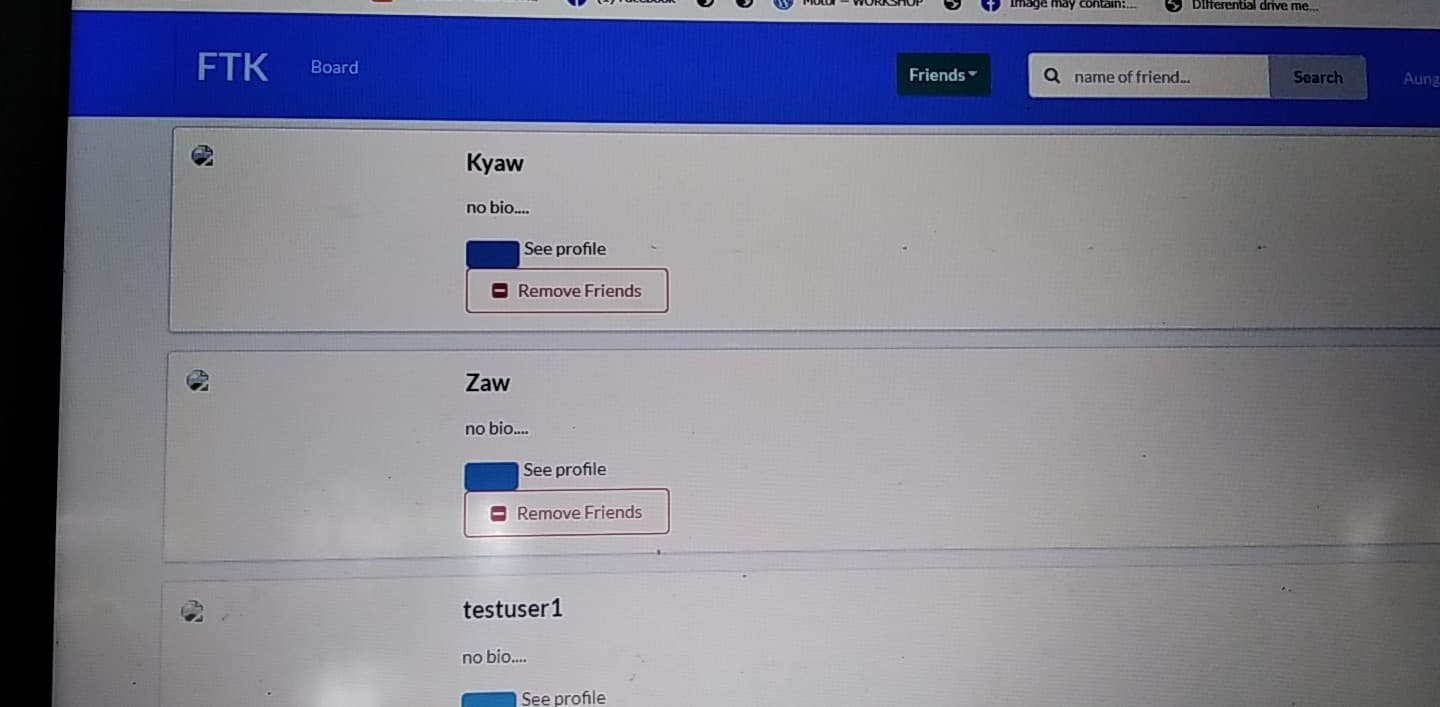 Motor – WORKSHOP
Image may contain:...
Differential drive me...
FTK
Board
Friends
name of friend...
Search
Aung
Kyaw
no bio....
See profile
Remove Friends
Zaw
no bio....
See profile
Remove Friends
testuser1
no bio....
See profile